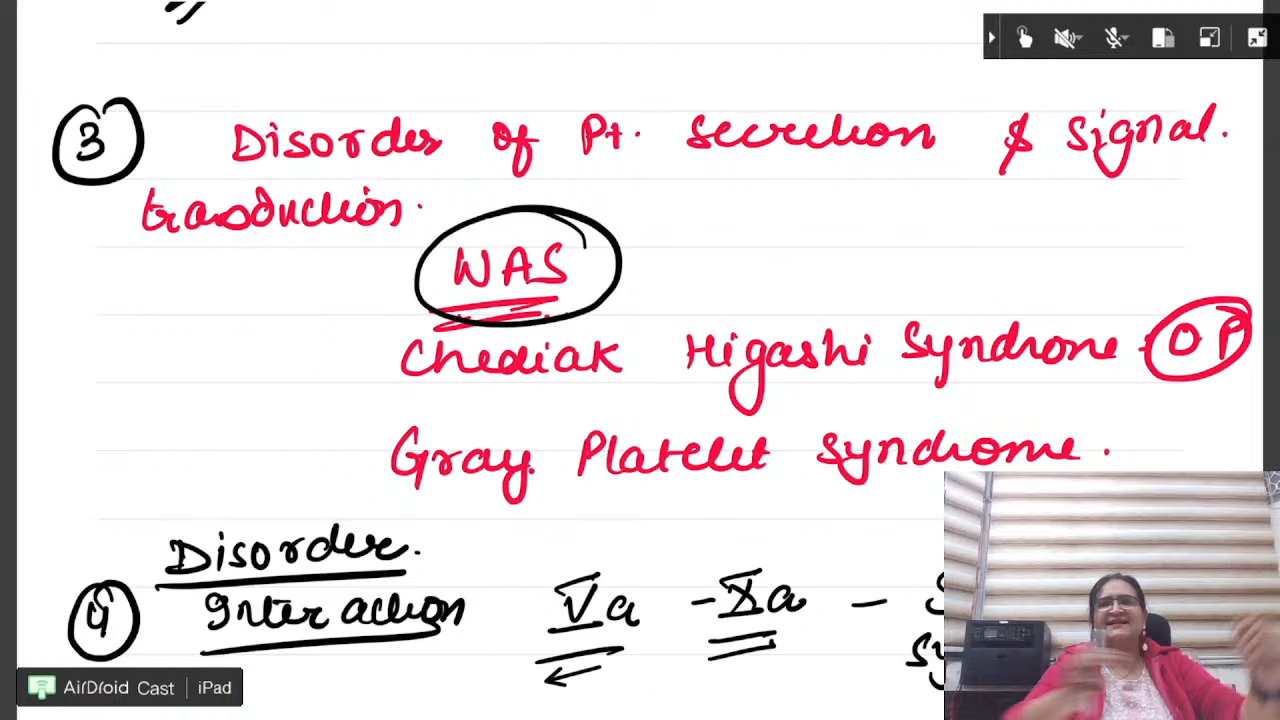 3 Disorder of Pt. secretion & signal.
transduction.
WAS
Chediak Higashi Syndrome. OP
Gray Platelet Syndrome.
Disorder.
4 Interaction Va - Xa -
AirDroid Cast | iPad